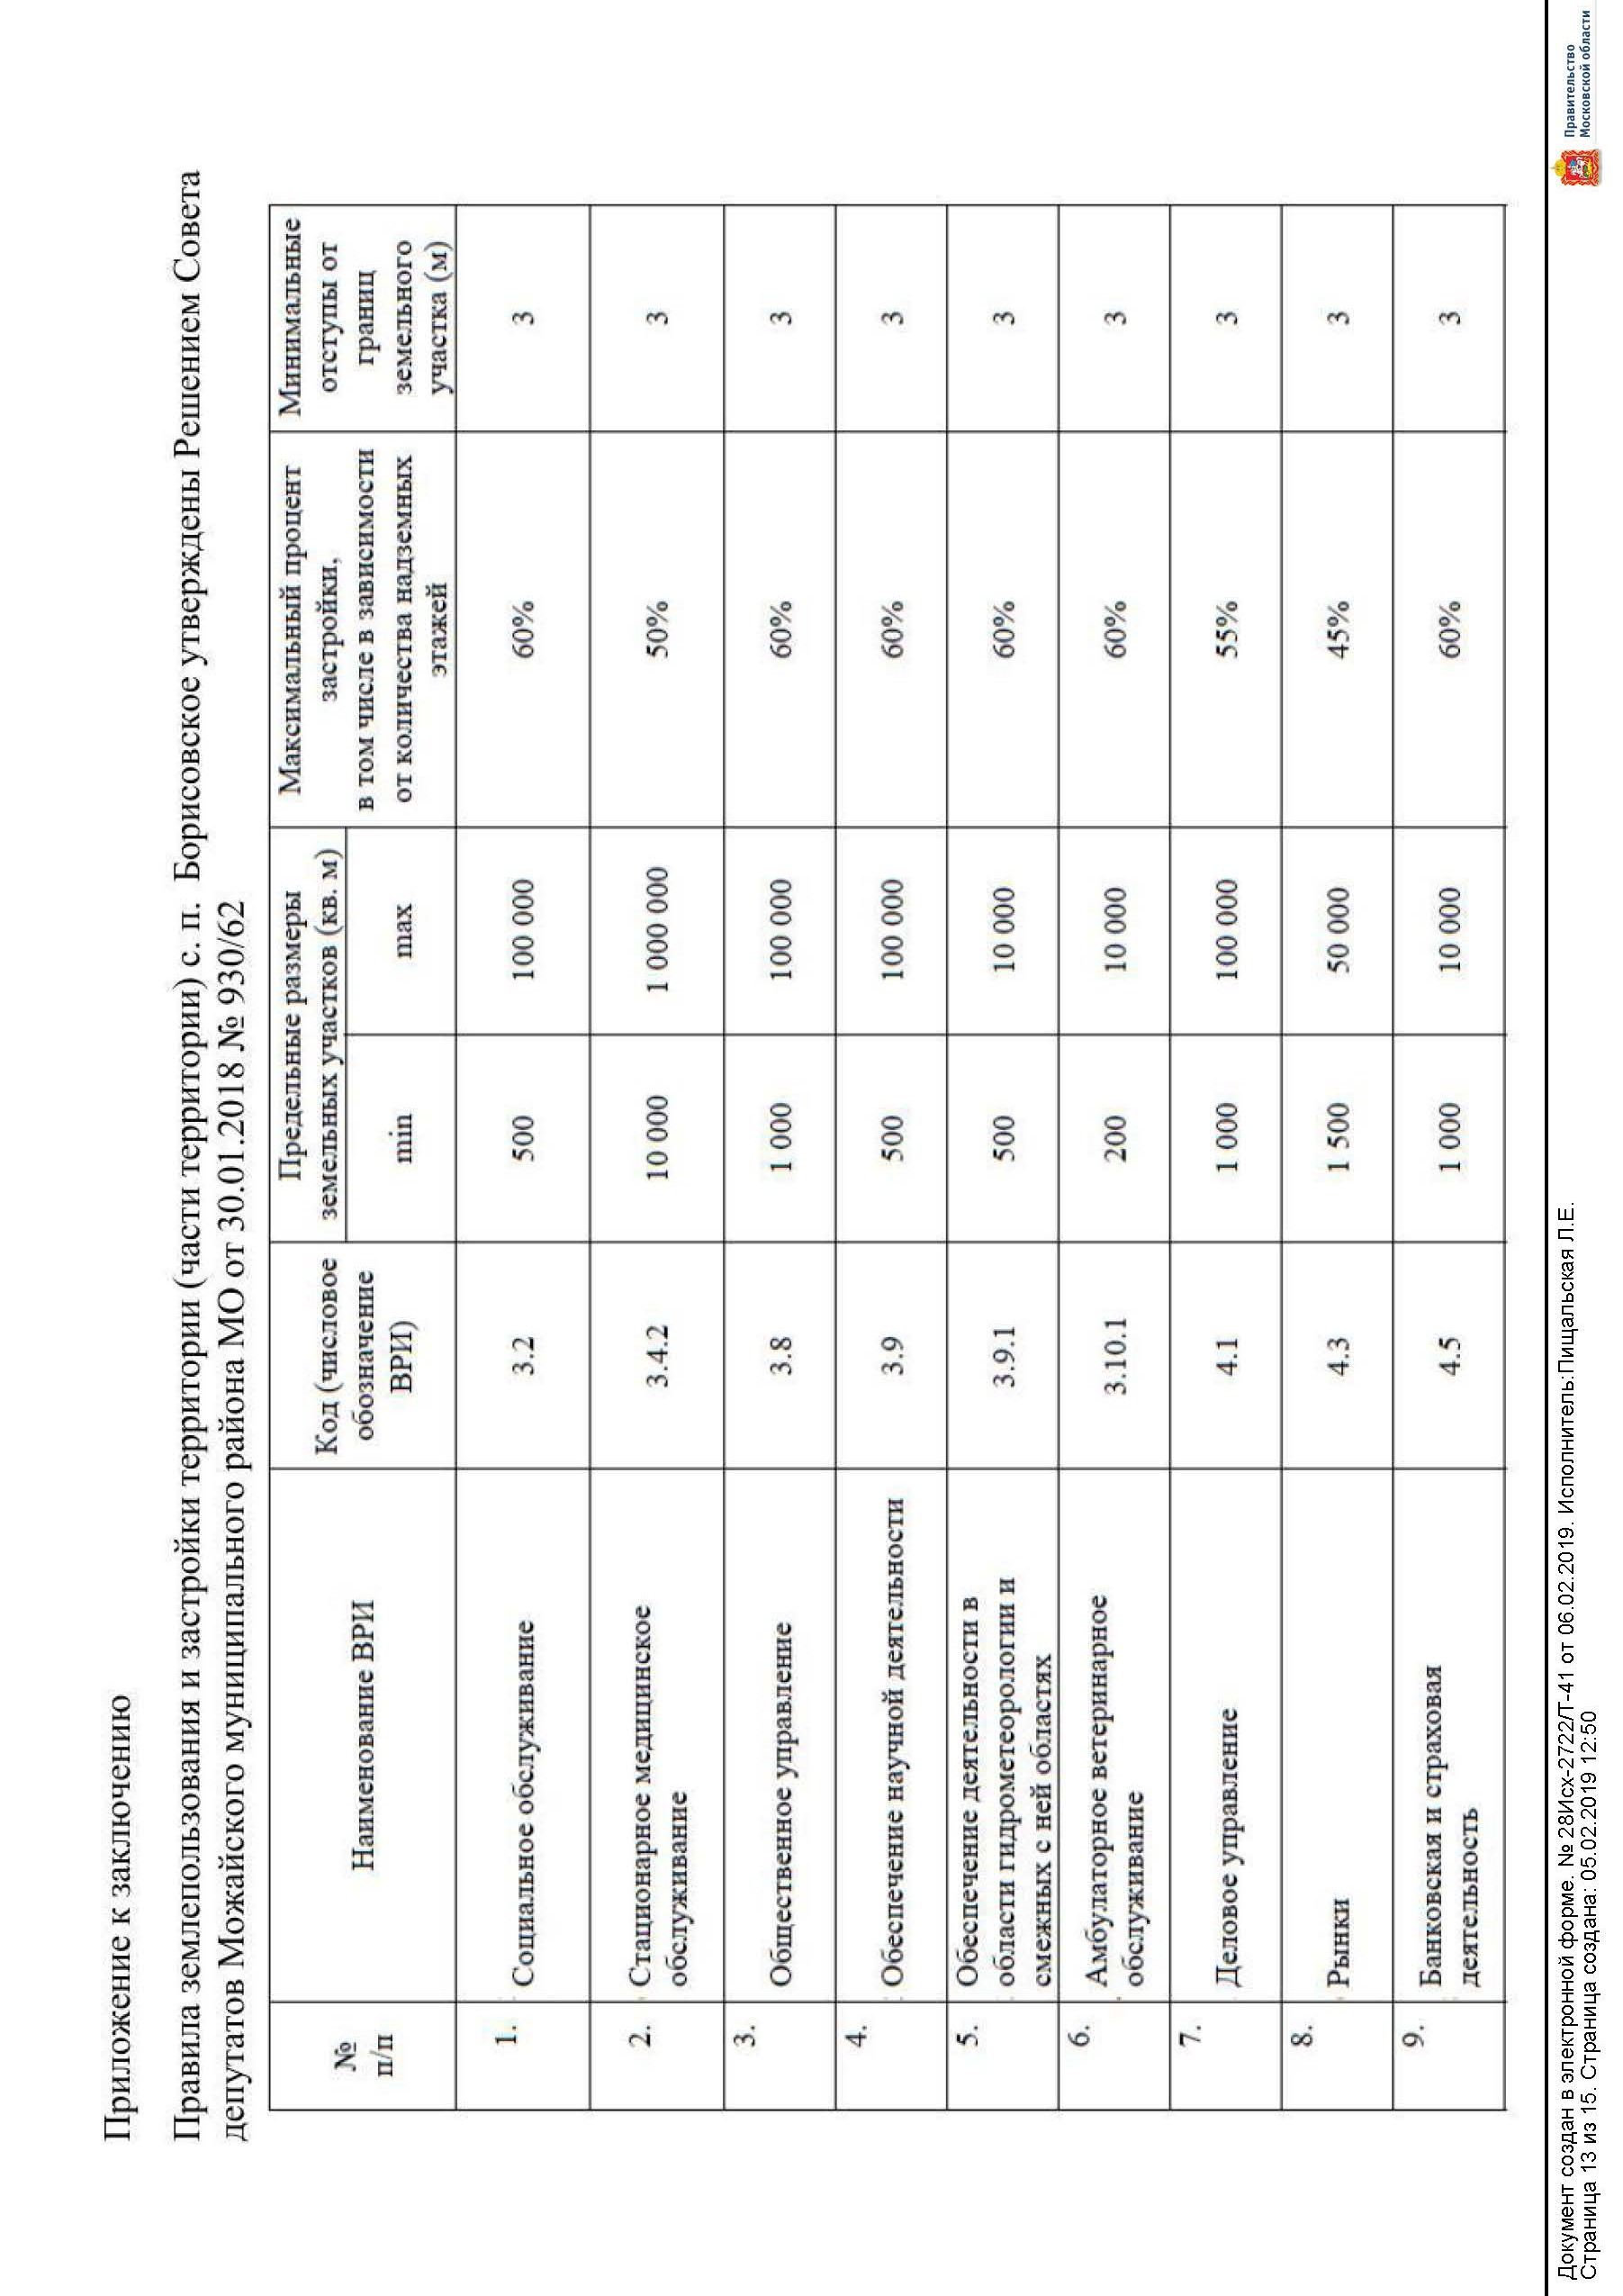 Приложение к заключению
Правила землепользования и застройки территории (части территории) с. п. Борисовское утверждены Решением Совета
депутатов Можайского муниципального района МО от 30.01.2018 № 930/62
№
п/п
Наименование ВРИ
Код (числовое
обозначение
ВРИ)
Предельные размеры
земельных участков (кв. м)
min
max
Максимальный процент
застройки,
в том числе в зависимости
от количества надземных
этажей
Минимальные
отступы от
границ
земельного
участка (м)
1. Социальное обслуживание 3.2 500 100 000 60% 3
2. Стационарное медицинское
обслуживание 3.4.2 10 000 1 000 000 50% 3
3. Общественное управление 3.8 1 000 100 000 60% 3
4. Обеспечение научной деятельности 3.9 500 100 000 60% 3
5. Обеспечение деятельности в
области гидрометеорологии и
смежных с ней областях 3.9.1 500 10 000 60% 3
6. Амбулаторное ветеринарное
обслуживание 3.10.1 200 10 000 60% 3
7. Деловое управление 4.1 1 000 100 000 55% 3
8. Рынки 4.3 1 500 50 000 45% 3
9. Банковская и страховая
деятельность 4.5 1 000 10 000 60% 3
Документ создан в электронной форме. № 28Исх-2722/Т-41 от 06.02.2019. Исполнитель:Пищальская Л.Е.
Страница 13 из 15. Страница создана: 05.02.2019 12:50
Правительство
Московской области